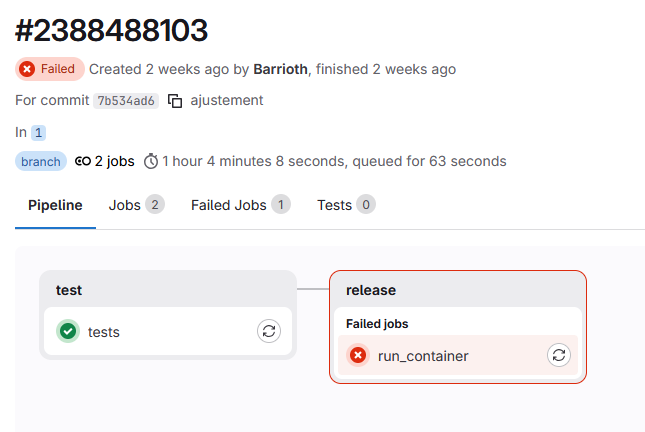 #2388488103
Failed Created 2 weeks ago by Barrioth, finished 2 weeks ago
For commit 7b534ad6 ajustement
In 1
branch 2 jobs 1 hour 4 minutes 8 seconds, queued for 63 seconds
Pipeline Jobs 2 Failed Jobs 1 Tests 0
test
tests
release
Failed jobs
run_container